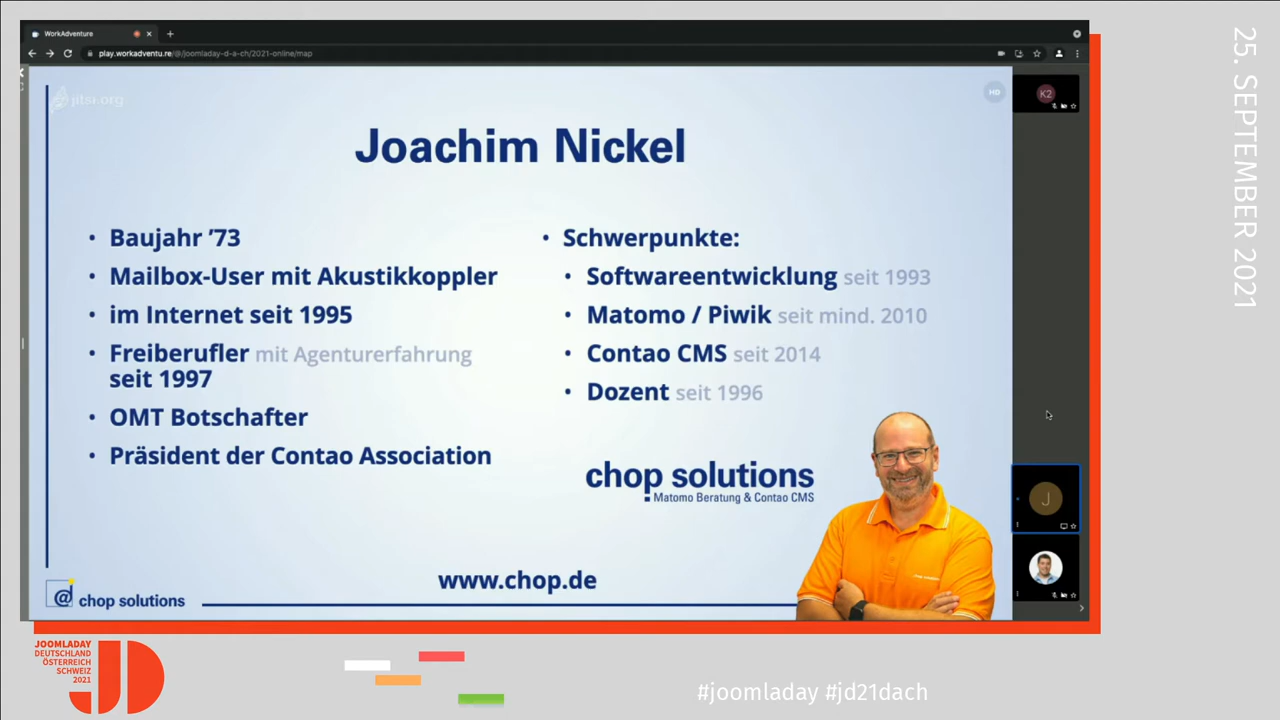 WorkAdventure
play.workadventu.re/@/joomladay-d-a-ch/2021-online/map
jitsi.org
HD
K2
Joachim Nickel
• Baujahr '73
• Mailbox-User mit Akustikkoppler
• im Internet seit 1995
• Freiberufler mit Agenturerfahrung
seit 1997
• OMT Botschafter
• Präsident der Contao Association
• Schwerpunkte:
• Softwareentwicklung seit 1993
• Matomo / Piwik seit mind. 2010
• Contao CMS seit 2014
• Dozent seit 1996
chop solutions
Matomo Beratung & Contao CMS
J
www.chop.de
@ chop solutions
25. SEPTEMBER 2021
JOOMLADAY
DEUTSCHLAND
ÖSTERREICH
SCHWEIZ
2021
JD
#joomladay #jd21dach